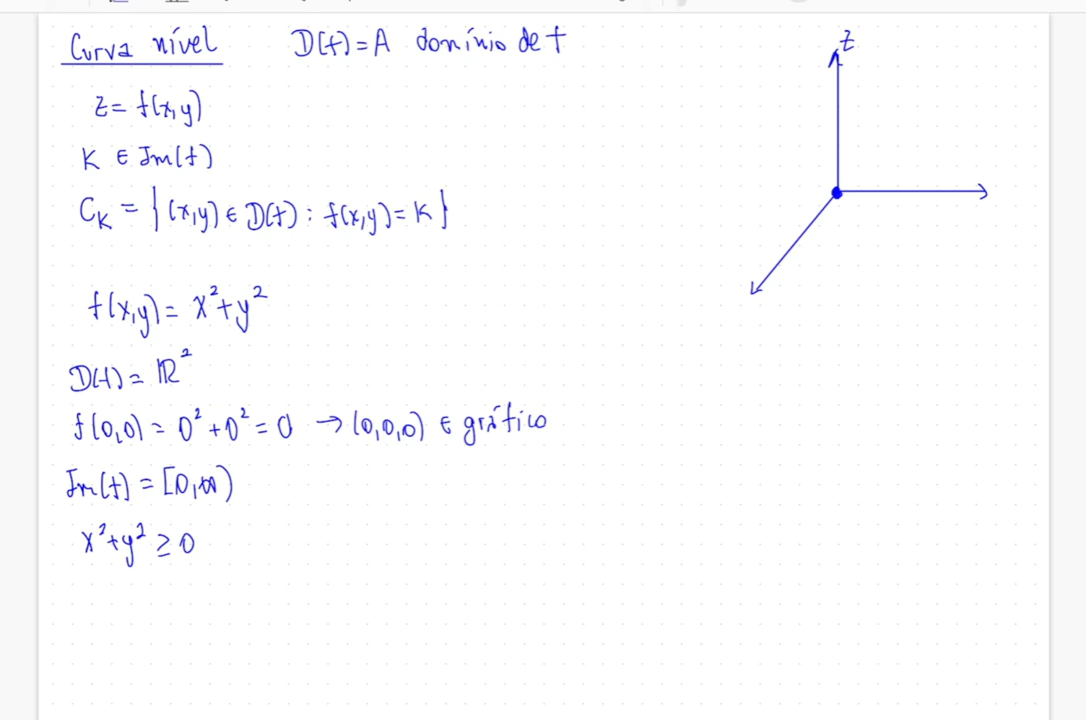 Curva nível D(f)=A domínio de f
z
z= f(x,y)
K ∈ Im(f)
C_K = {(x,y) ∈ D(f) : f(x,y)= K}
f(x,y)= x²+y²
D(f)= ℝ²
f(0,0)= 0²+0²=0 → (0,0,0) ∈ gráfico
Im(f)=[0,∞)
x²+y² ≥ 0